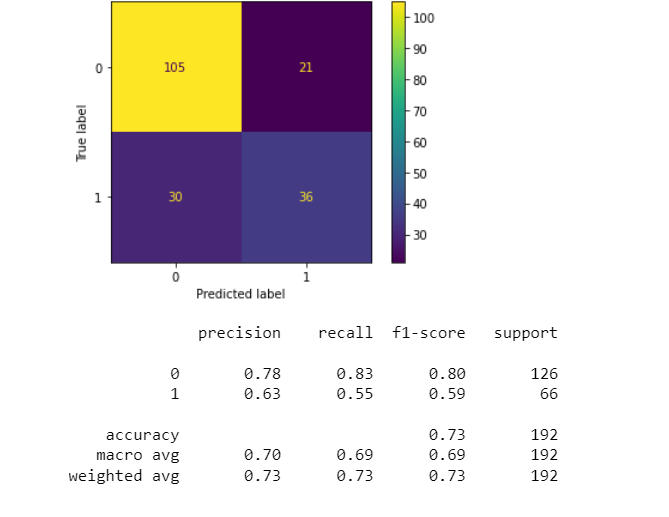 100
0
105
21
90
80
True label
70
60
50
1
30
36
40
30
0
1
Predicted label
precision recall f1-score support
0 0.78 0.83 0.80 126
1 0.63 0.55 0.59 66
accuracy 0.73 192
macro avg 0.70 0.69 0.69 192
weighted avg 0.73 0.73 0.73 192